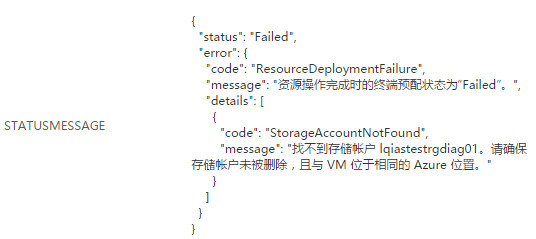 {
"status": "Failed",
"error": {
"code": "ResourceDeploymentFailure",
"message": "资源操作完成时的终端预配状态为“Failed”。",
"details": [
{
"code": "StorageAccountNotFound",
STATUSMESSAGE
"message": "找不到存储帐户 lqiastestrgdiag01。请确保
存储帐户未被删除，且与 VM 位于相同的 Azure 位置。"
}
]
}
}